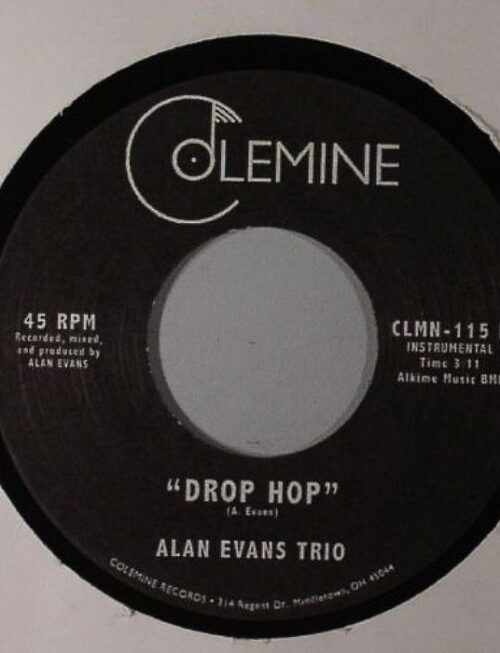 COLEMINE
45 RPM
Recorded, mixed,
and produced by
ALAN EVANS
CLMN-115
INSTRUMENTAL
Time 3:11
Alkime Music BMI
"DROP HOP"
(A. Evans)
ALAN EVANS TRIO
COLEMINE RECORDS • 314 Regent Dr., Middletown, OH 45044